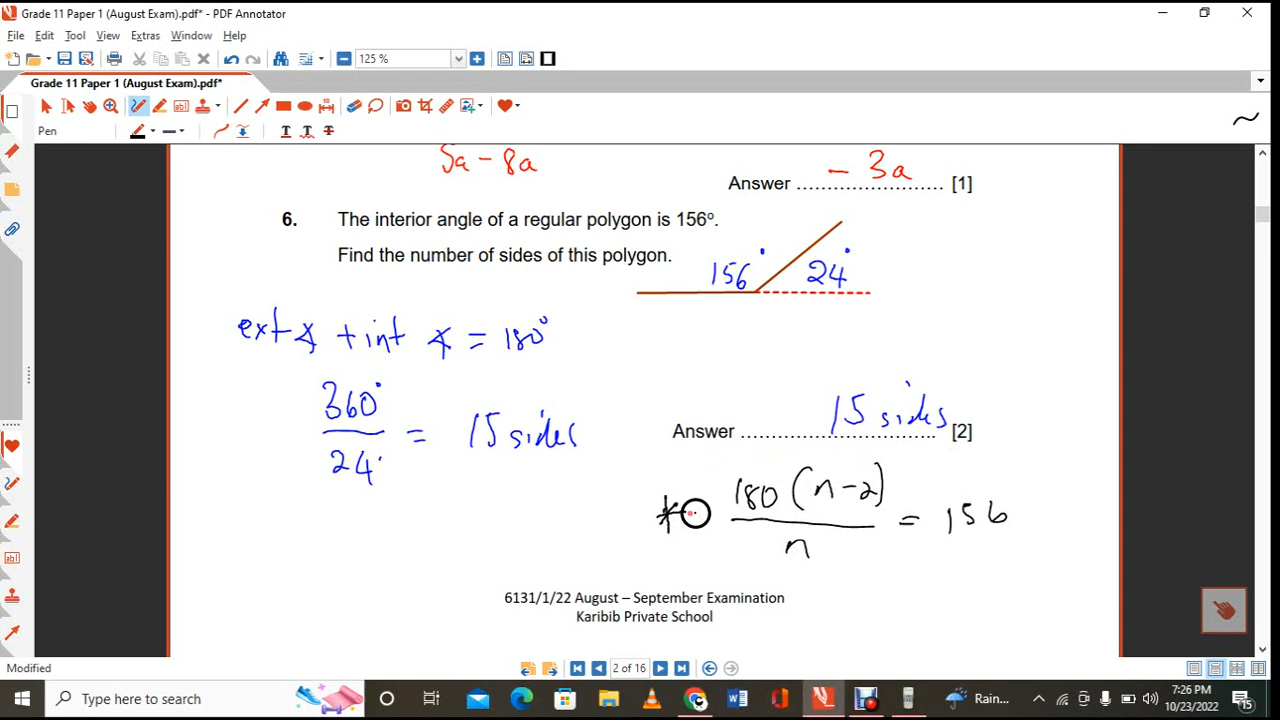 Grade 11 Paper 1 (August Exam).pdf* - PDF Annotator
File Edit Tool View Extras Window Help
125 %
Grade 11 Paper 1 (August Exam).pdf*
Pen
5a - 8a
- 3a
Answer ............................ [1]
6. The interior angle of a regular polygon is 156º.
Find the number of sides of this polygon.
156° 24°
ext ∡ + int ∡ = 180°
360°
24° = 15 sides
15 sides
Answer .................................... [2]
* 180 (n-2)
n = 156
6131/1/22 August – September Examination
Karibib Private School
2 of 16
Modified
Type here to search
Rain...
7:26 PM
10/23/2022
15